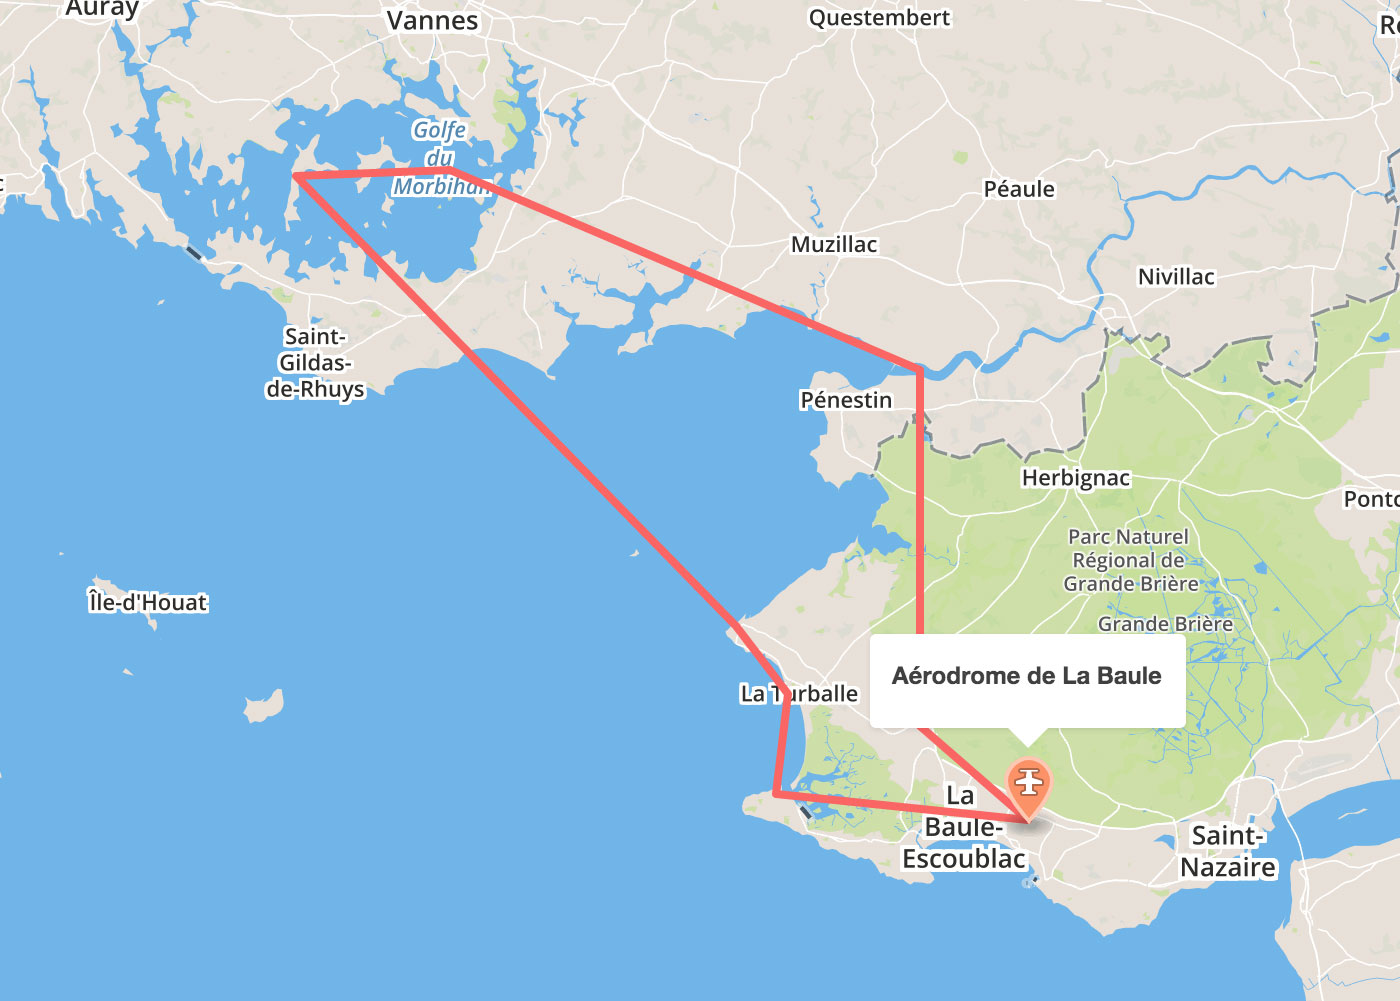 Auray
Vannes
Questembert
Golfe
du
Morbihan
Péaule
Muzillac
Nivillac
Saint-
Gildas-
de-Rhuys
Pénestin
Herbignac
Parc Naturel
Régional de
Grande Brière
Île-d'Houat
Grande Brière
Aérodrome de La Baule
La Turballe
La
Baule-
Escoublac
Saint-
Nazaire